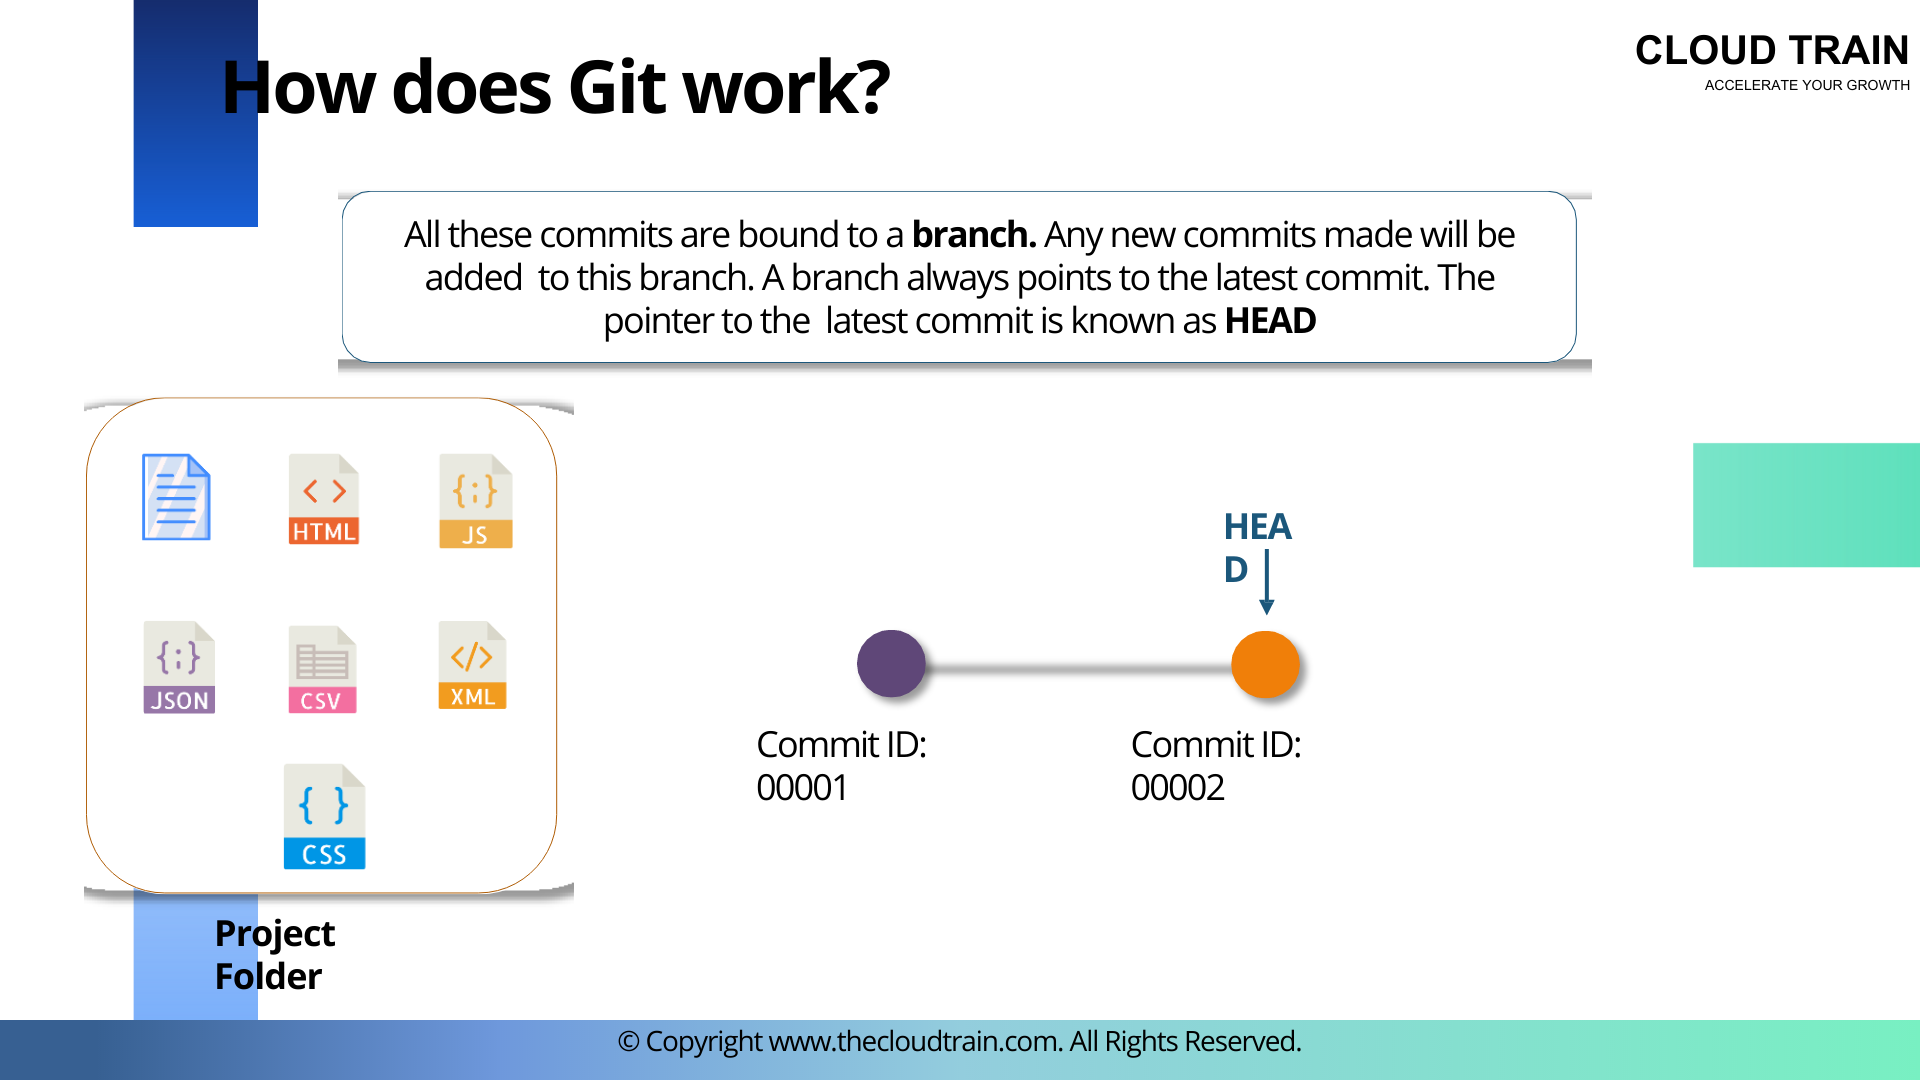 How does Git work?
CLOUD TRAIN
ACCELERATE YOUR GROWTH
All these commits are bound to a branch. Any new commits made will be
added  to this branch. A branch always points to the latest commit. The
pointer to the  latest commit is known as HEAD
HTML
JS
JSON
CSV
XML
CSS
HEA
D
Commit ID:
00001
Commit ID:
00002
Project
Folder
© Copyright www.thecloudtrain.com. All Rights Reserved.